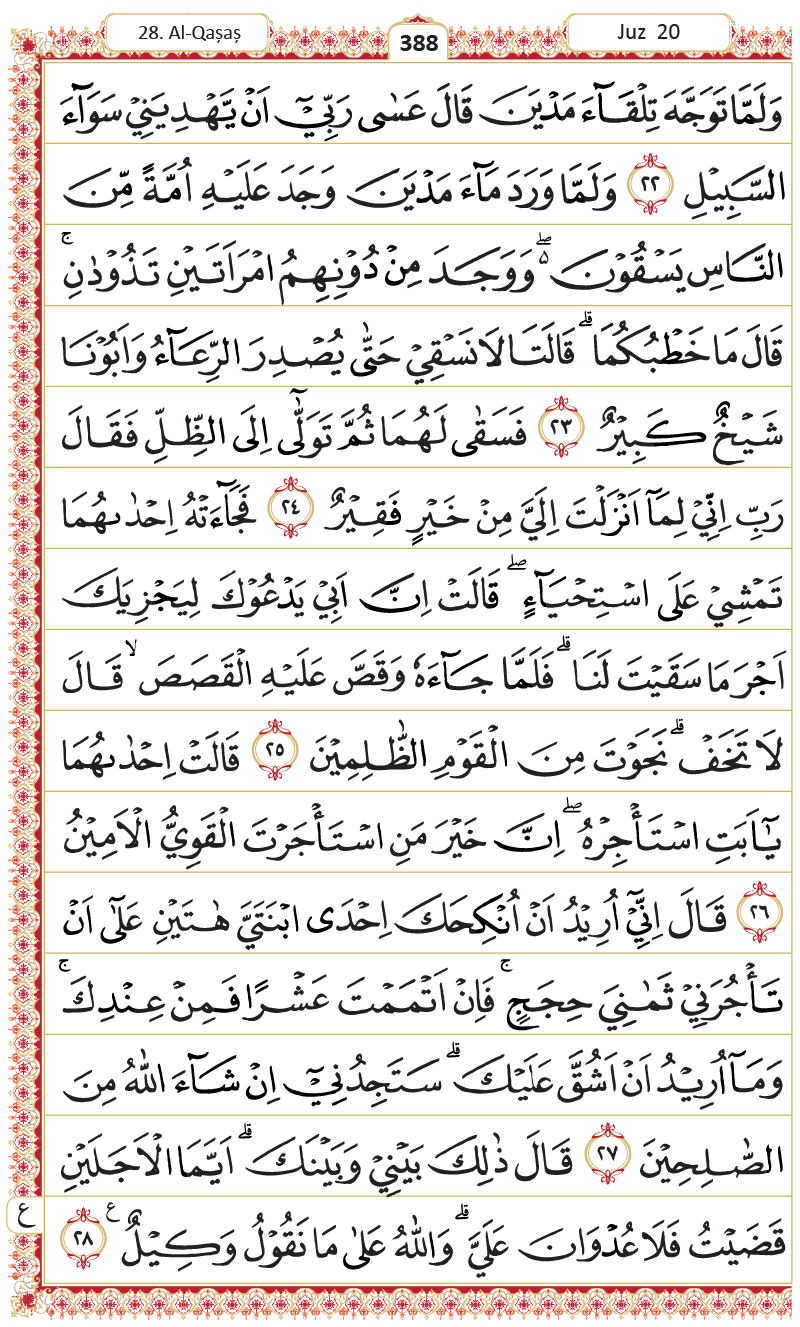 28. Al-Qaşaş
388
Juz 20
وَلَمَّا تَوَجَّهَ تِلْقَآءَ مَدْيَنَ قَالَ عَسٰى رَبِّيْٓ اَنْ يَّهْدِيَنِيْ سَوَآءَ
السَّبِيْلِ ٢٢ وَلَمَّا وَرَدَ مَآءَ مَدْيَنَ وَجَدَ عَلَيْهِ اُمَّةً مِّنَ
النَّاسِ يَسْقُوْنَ ۖ۵ وَوَجَدَ مِنْ دُوْنِهِمُ امْرَاَتَيْنِ تَذُوْدٰنِ ۚ
قَالَ مَا خَطْبُكُمَا ۗ قَالَتَا لَا نَسْقِيْ حَتّٰى يُصْدِرَ الرِّعَآءُ وَاَبُوْنَا
شَيْخٌ كَبِيْرٌ ٢٣ فَسَقٰى لَهُمَا ثُمَّ تَوَلّٰٓى اِلَى الظِّلِّ فَقَالَ
رَبِّ اِنِّيْ لِمَآ اَنْزَلْتَ اِلَيَّ مِنْ خَيْرٍ فَقِيْرٌ ٢٤ فَجَآءَتْهُ اِحْدٰىهُمَا
تَمْشِيْ عَلَى اسْتِحْيَآءٍ ۖ قَالَتْ اِنَّ اَبِيْ يَدْعُوْكَ لِيَجْزِيَكَ
اَجْرَ مَا سَقَيْتَ لَنَا ۗ فَلَمَّا جَآءَهٗ وَقَصَّ عَلَيْهِ الْقَصَصَ ۙ قَالَ
لَا تَخَفْ ۗ نَجَوْتَ مِنَ الْقَوْمِ الظّٰلِمِيْنَ ٢٥ قَالَتْ اِحْدٰىهُمَا
يٰٓاَبَتِ اسْتَأْجِرْهُ ۖ اِنَّ خَيْرَ مَنِ اسْتَأْجَرْتَ الْقَوِيُّ الْاَمِيْنُ
٢٦ قَالَ اِنِّيْٓ اُرِيْدُ اَنْ اُنْكِحَكَ اِحْدَى ابْنَتَيَّ هٰتَيْنِ عَلٰٓى اَنْ
تَأْجُرَنِيْ ثَمٰنِيَ حِجَجٍ ۚ فَاِنْ اَتْمَمْتَ عَشْرًا فَمِنْ عِنْدِكَ ۚ
وَمَآ اُرِيْدُ اَنْ اَشُقَّ عَلَيْكَ ۗ سَتَجِدُنِيْٓ اِنْ شَآءَ اللّٰهُ مِنَ
الصّٰلِحِيْنَ ٢٧ قَالَ ذٰلِكَ بَيْنِيْ وَبَيْنَكَ ۗ اَيَّمَا الْاَجَلَيْنِ
قَضَيْتُ فَلَا عُدْوَانَ عَلَيَّ ۗ وَاللّٰهُ عَلٰى مَا نَقُوْلُ وَكِيْلٌ ع ٢٨
ع